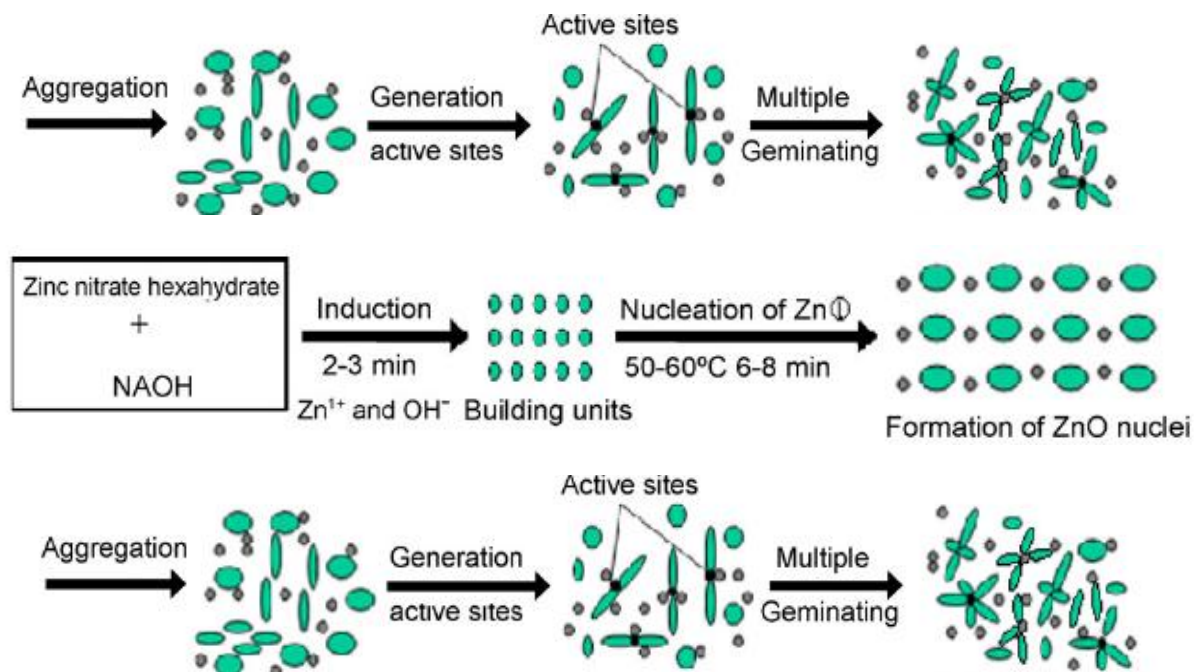 Active sites
Aggregation
Generation
active sites
Multiple
Geminating
Zinc nitrate hexahydrate
+
NAOH
Induction
2-3 min
Zn¹⁺ and OH⁻
Building units
Nucleation of ZnО
50-60ºC 6-8 min
Formation of ZnO nuclei
Active sites
Aggregation
Generation
active sites
Multiple
Geminating